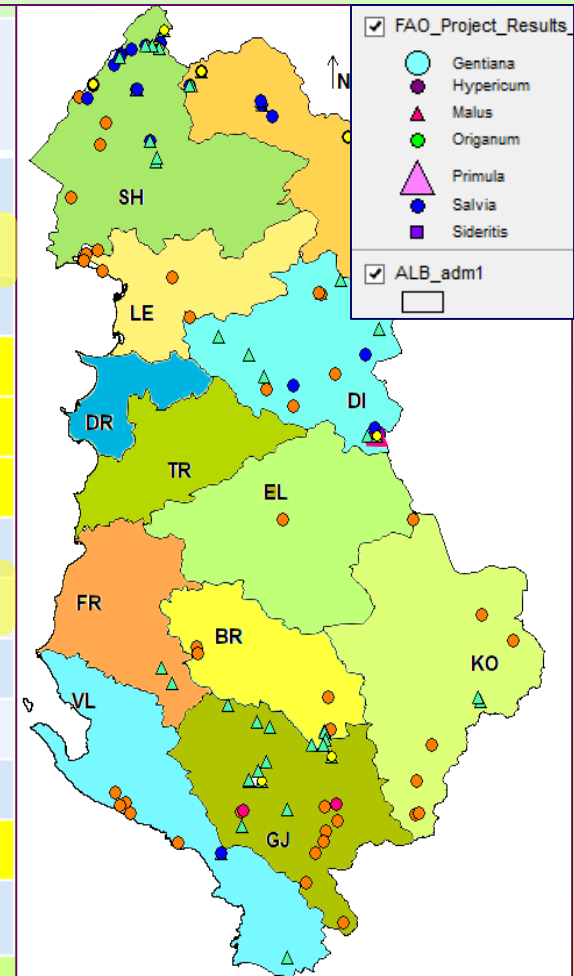 FAO_Project_Results_
N
Gentiana
Hypericum
Malus
Origanum
Primula
Salvia
Sideritis
ALB_adm1
SH
LE
DR
DI
TR
EL
FR
BR
KO
VL
GJ